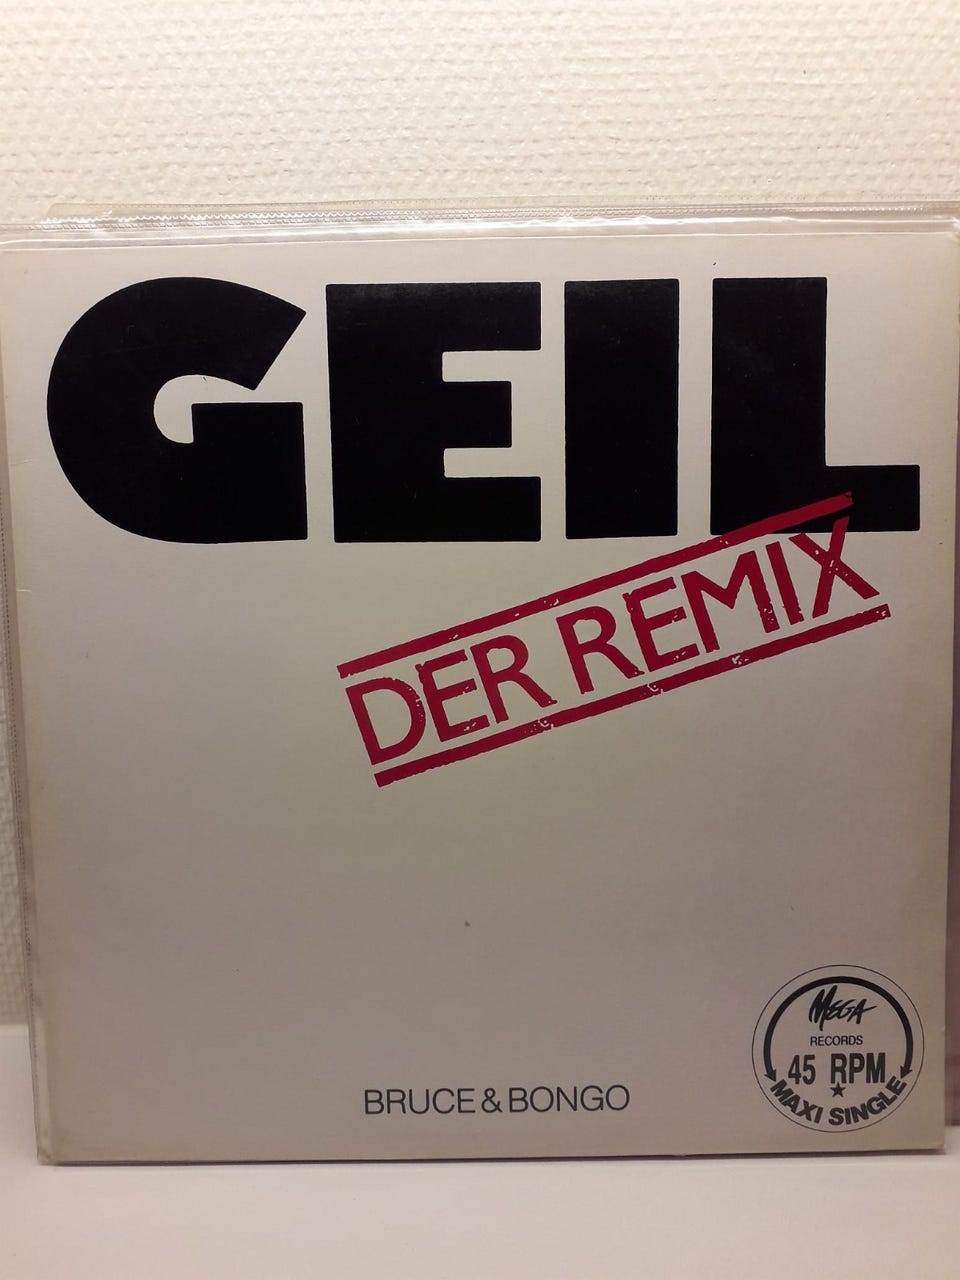 GEIL
DER REMIX
BRUCE & BONGO
MEGA
RECORDS
45 RPM
MAXI SINGLE